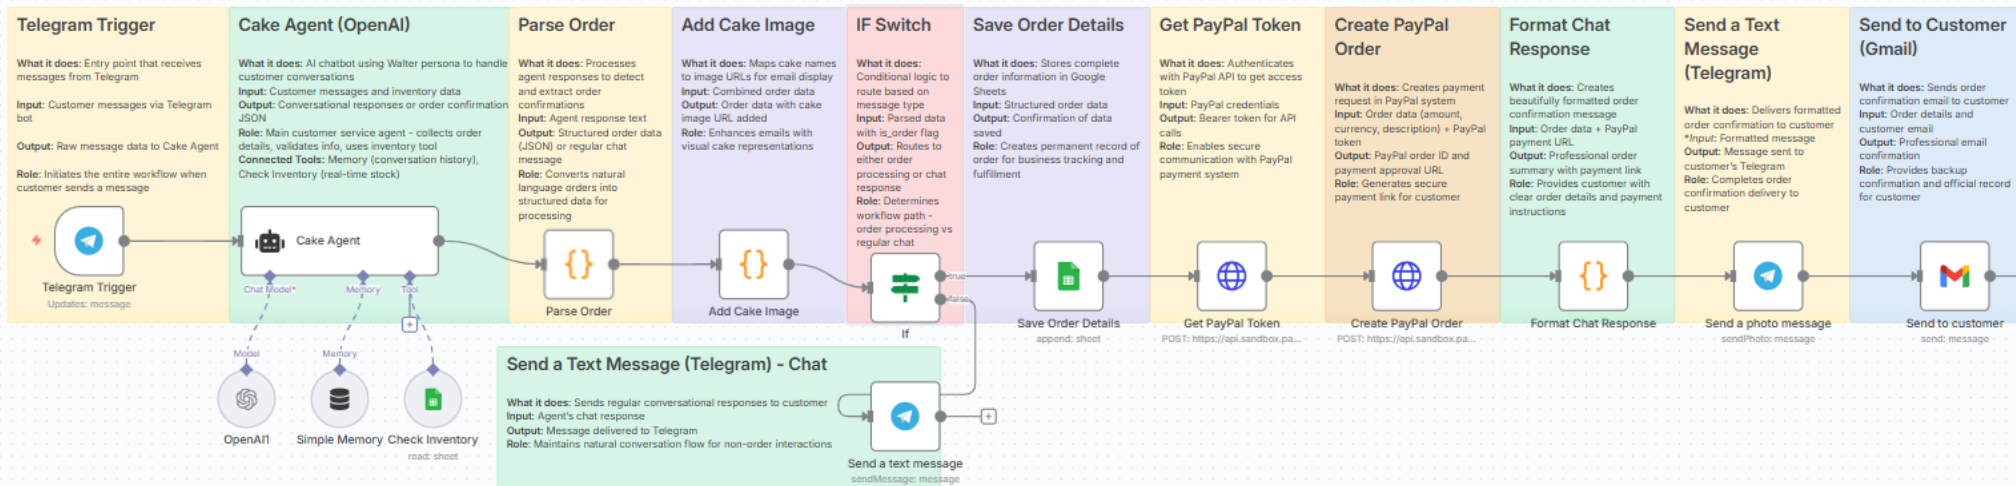 Telegram Trigger
What it does: Entry point that receives
messages from Telegram
Input: Customer messages via Telegram
bot
Output: Raw message data to Cake Agent
Role: Initiates the entire workflow when
customer sends a message
Telegram Trigger
Updates: message
Cake Agent (OpenAI)
What it does: AI chatbot using Walter persona to handle
customer conversations
Input: Customer messages and inventory data
Output: Conversational responses or order confirmation
JSON
Role: Main customer service agent - collects order
details, validates info, uses inventory tool
Connected Tools: Memory (conversation history),
Check Inventory (real-time stock)
Cake Agent
Chat Model*
Memory
Tool
+
Model
Memory
OpenAI1
Simple Memory
Check Inventory
read: sheet
Parse Order
What it does: Processes
agent responses to detect
and extract order
confirmations
Input: Agent response text
Output: Structured order data
(JSON) or regular chat
message
Role: Converts natural
language orders into
structured data for
processing
Parse Order
Add Cake Image
What it does: Maps cake names
to image URLs for email display
Input: Combined order data
Output: Order data with cake
image URL added
Role: Enhances emails with
visual cake representations
Add Cake Image
IF Switch
What it does:
Conditional logic to
route based on
message type
Input: Parsed data
with is_order flag
Output: Routes to
either order
processing or chat
response
Role: Determines
workflow path -
order processing vs
regular chat
true
false
If
Save Order Details
What it does: Stores complete
order information in Google
Sheets
Input: Structured order data
Output: Confirmation of data
saved
Role: Creates permanent record of
order for business tracking and
fulfillment
Save Order Details
append: sheet
Get PayPal Token
What it does: Authenticates
with PayPal API to get access
token
Input: PayPal credentials
Output: Bearer token for API
calls
Role: Enables secure
communication with PayPal
payment system
Get PayPal Token
POST: https://api.sandbox.pa...
Create PayPal
Order
What it does: Creates payment
request in PayPal system
Input: Order data (amount,
currency, description) + PayPal
token
Output: PayPal order ID and
payment approval URL
Role: Generates secure
payment link for customer
Create PayPal Order
POST: https://api.sandbox.pa...
Format Chat
Response
What it does: Creates
beautifully formatted order
confirmation message
Input: Order data + PayPal
payment URL
Output: Professional order
summary with payment link
Role: Provides customer with
clear order details and payment
instructions
Format Chat Response
Send a Text
Message
(Telegram)
What it does: Delivers formatted
order confirmation to customer
*Input: Formatted message
Output: Message sent to
customer's Telegram
Role: Completes order
confirmation delivery to
customer
Send a photo message
sendPhoto: message
Send to Customer
(Gmail)
What it does: Sends order
confirmation email to customer
Input: Order details and
customer email
Output: Professional email
confirmation
Role: Provides backup
confirmation and official record
for customer
Send to customer
send: message
Send a Text Message (Telegram) - Chat
What it does: Sends regular conversational responses to customer
Input: Agent's chat response
Output: Message delivered to Telegram
Role: Maintains natural conversation flow for non-order interactions
+
Send a text message
sendMessage: message